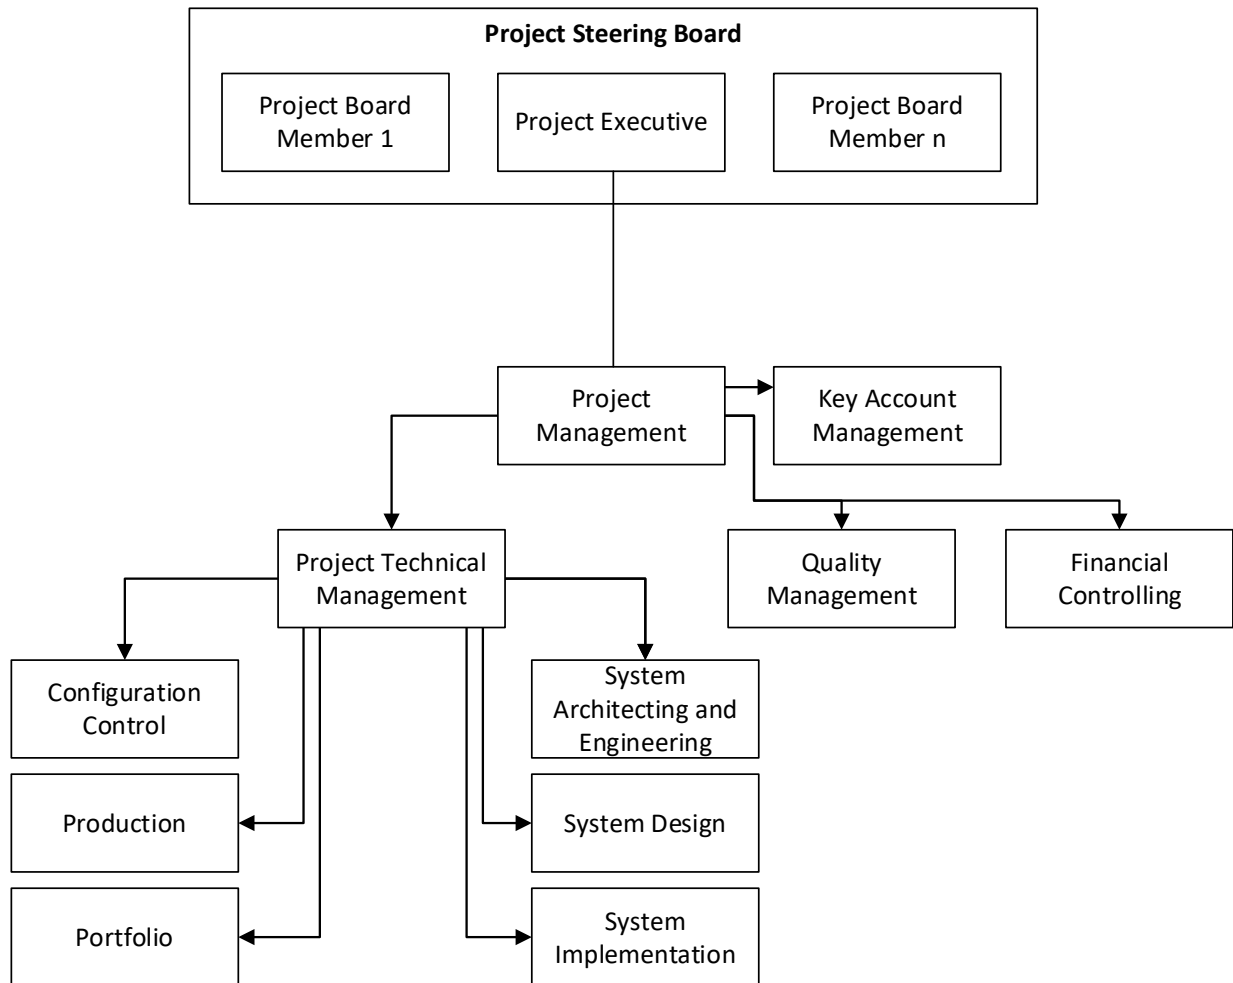 Project Steering Board
Project Board
Member 1
Project Executive
Project Board
Member n
Project
Management
Key Account
Management
Project Technical
Management
Quality
Management
Financial
Controlling
Configuration
Control
System
Architecting and
Engineering
Production
System Design
Portfolio
System
Implementation